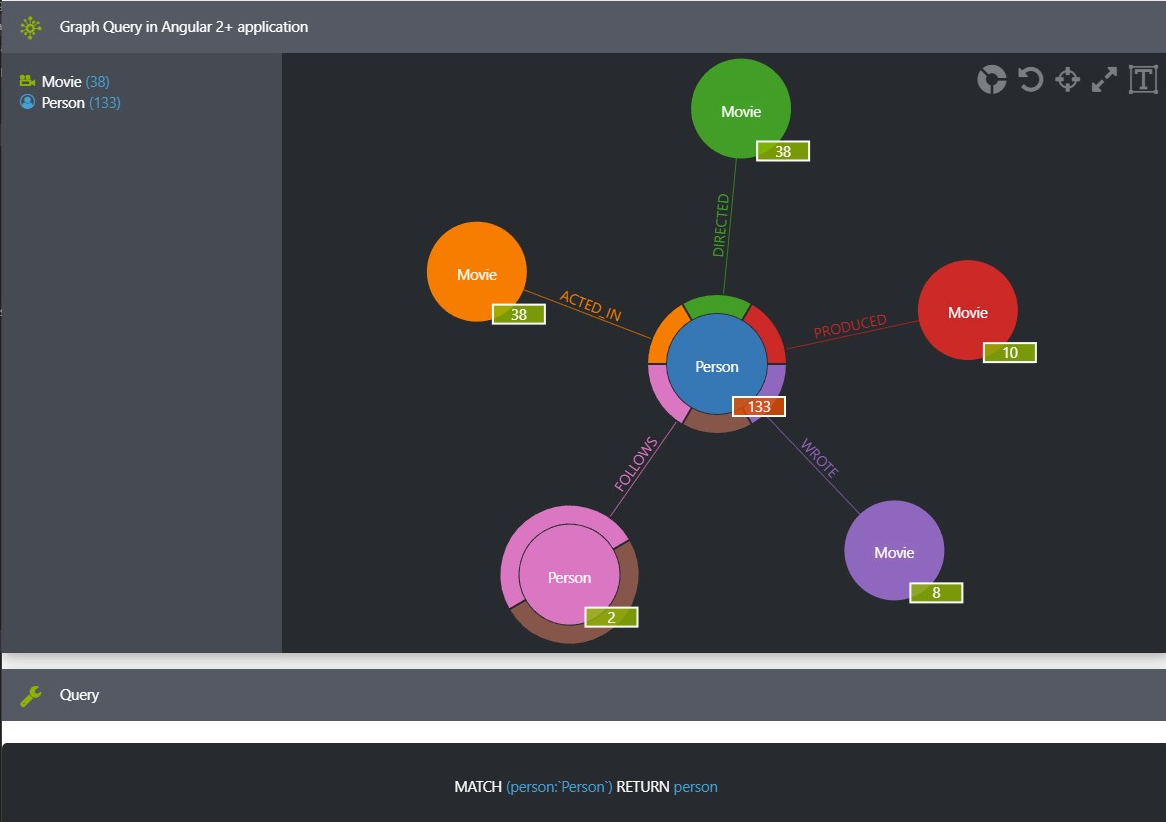 Graph Query in Angular 2+ application
Movie (38)
Person (133)
T
Movie
38
DIRECTED
Movie
38
ACTED_IN
Movie
10
PRODUCED
Person
133
FOLLOWS
WROTE
Person
2
Movie
8
Query
MATCH (person:`Person`) RETURN person